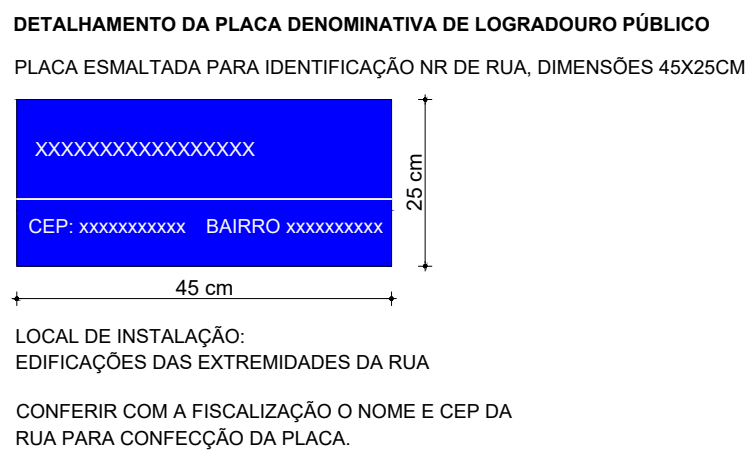 DETALHAMENTO DA PLACA DENOMINATIVA DE LOGRADOURO PÚBLICO
PLACA ESMALTADA PARA IDENTIFICAÇÃO NR DE RUA, DIMENSÕES 45X25CM
XXXXXXXXXXXXXXXXX
CEP: xxxxxxxxxxx BAIRRO xxxxxxxxxx
25 cm
45 cm
LOCAL DE INSTALAÇÃO:
EDIFICAÇÕES DAS EXTREMIDADES DA RUA
CONFERIR COM A FISCALIZAÇÃO O NOME E CEP DA
RUA PARA CONFECÇÃO DA PLACA.